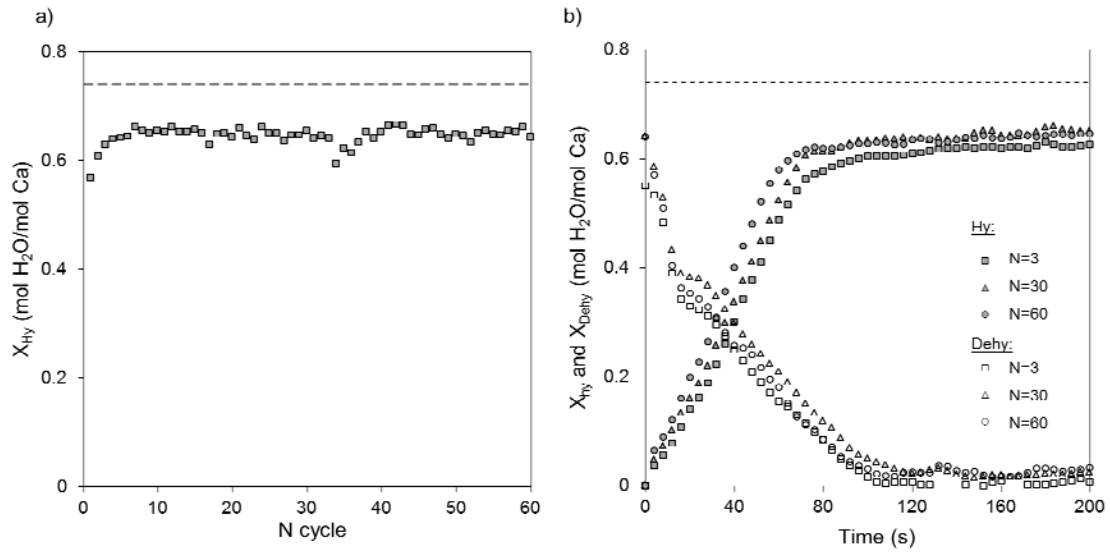 a)
X_Hy (mol H₂O/mol Ca)
0.8
0.6
0.4
0.2
0
0 10 20 30 40 50 60
N cycle
b)
X_hy and X_Dehy (mol H₂O/mol Ca)
0.8
0.6
0.4
0.2
0.0
0 40 80 120 160 200
Time (s)
Hy:
N=3
N=30
N=60
Dehy:
N=3
N=30
N=60